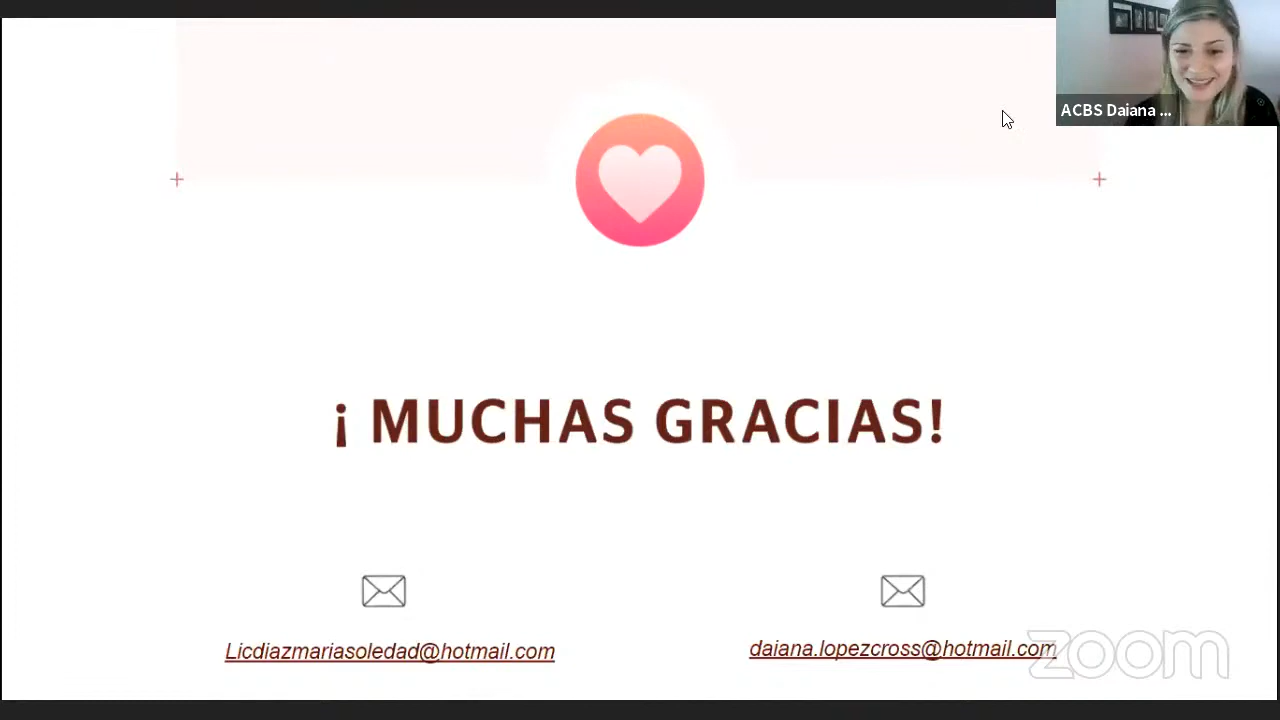 ACBS Daiana ...
¡ MUCHAS GRACIAS!
Licdiazmariasoledad@hotmail.com
daiana.lopezcross@hotmail.com
zoom